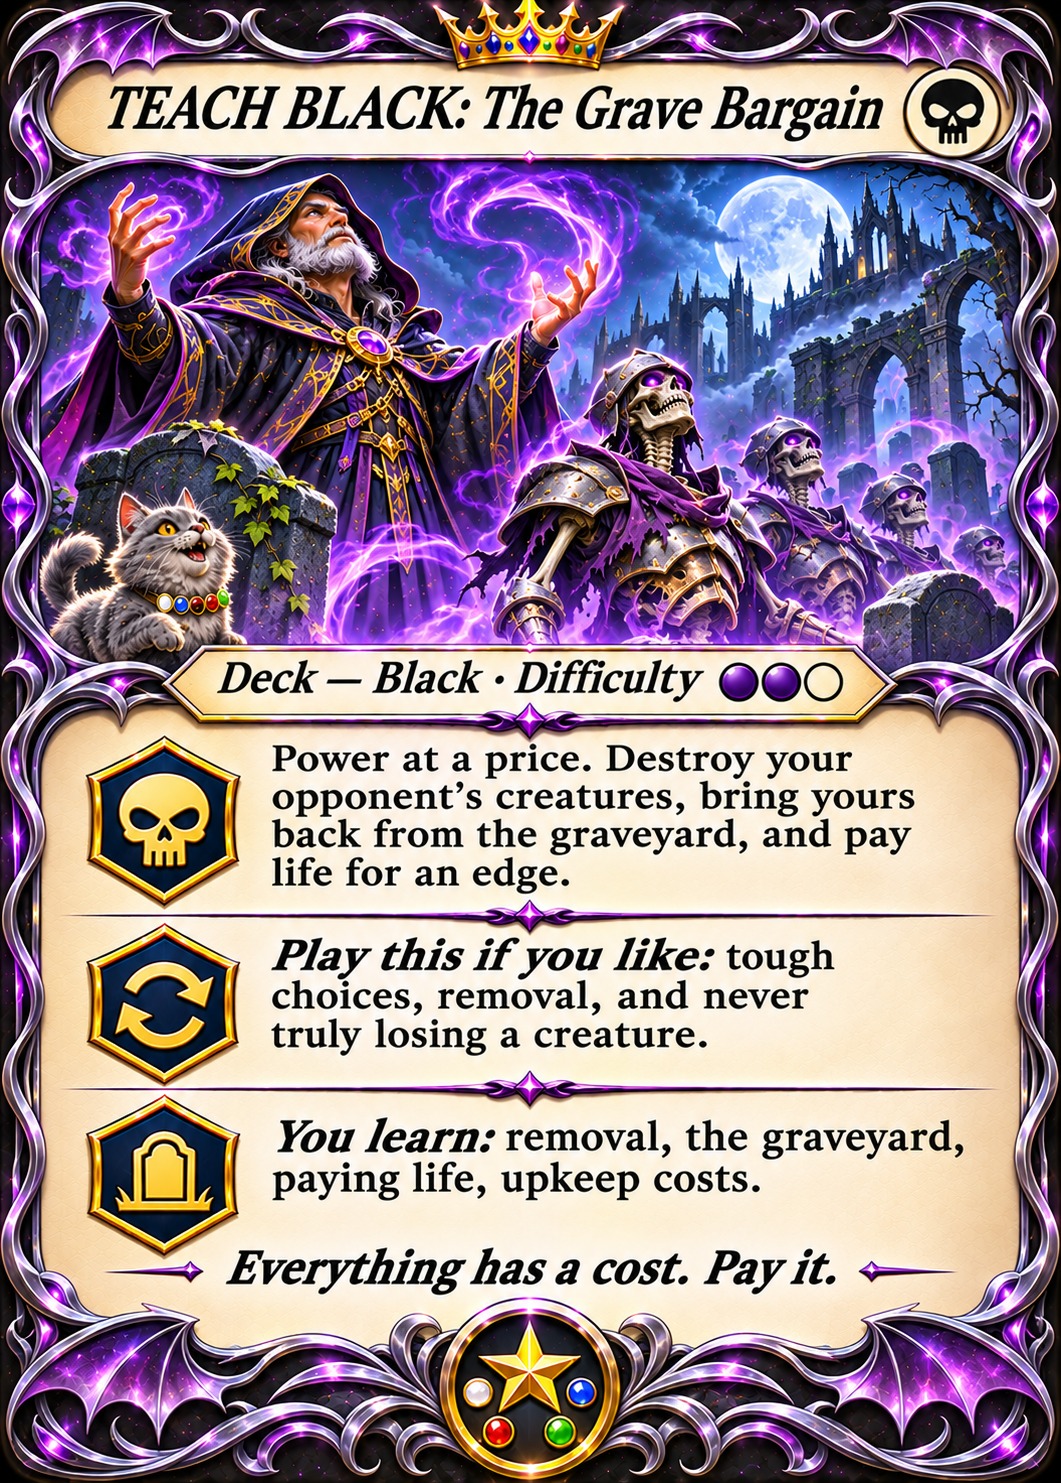 TEACH BLACK: The Grave Bargain
Deck — Black · Difficulty
Power at a price. Destroy your
opponent's creatures, bring yours
back from the graveyard, and pay
life for an edge.
Play this if you like: tough
choices, removal, and never
truly losing a creature.
You learn: removal, the graveyard,
paying life, upkeep costs.
Everything has a cost. Pay it.